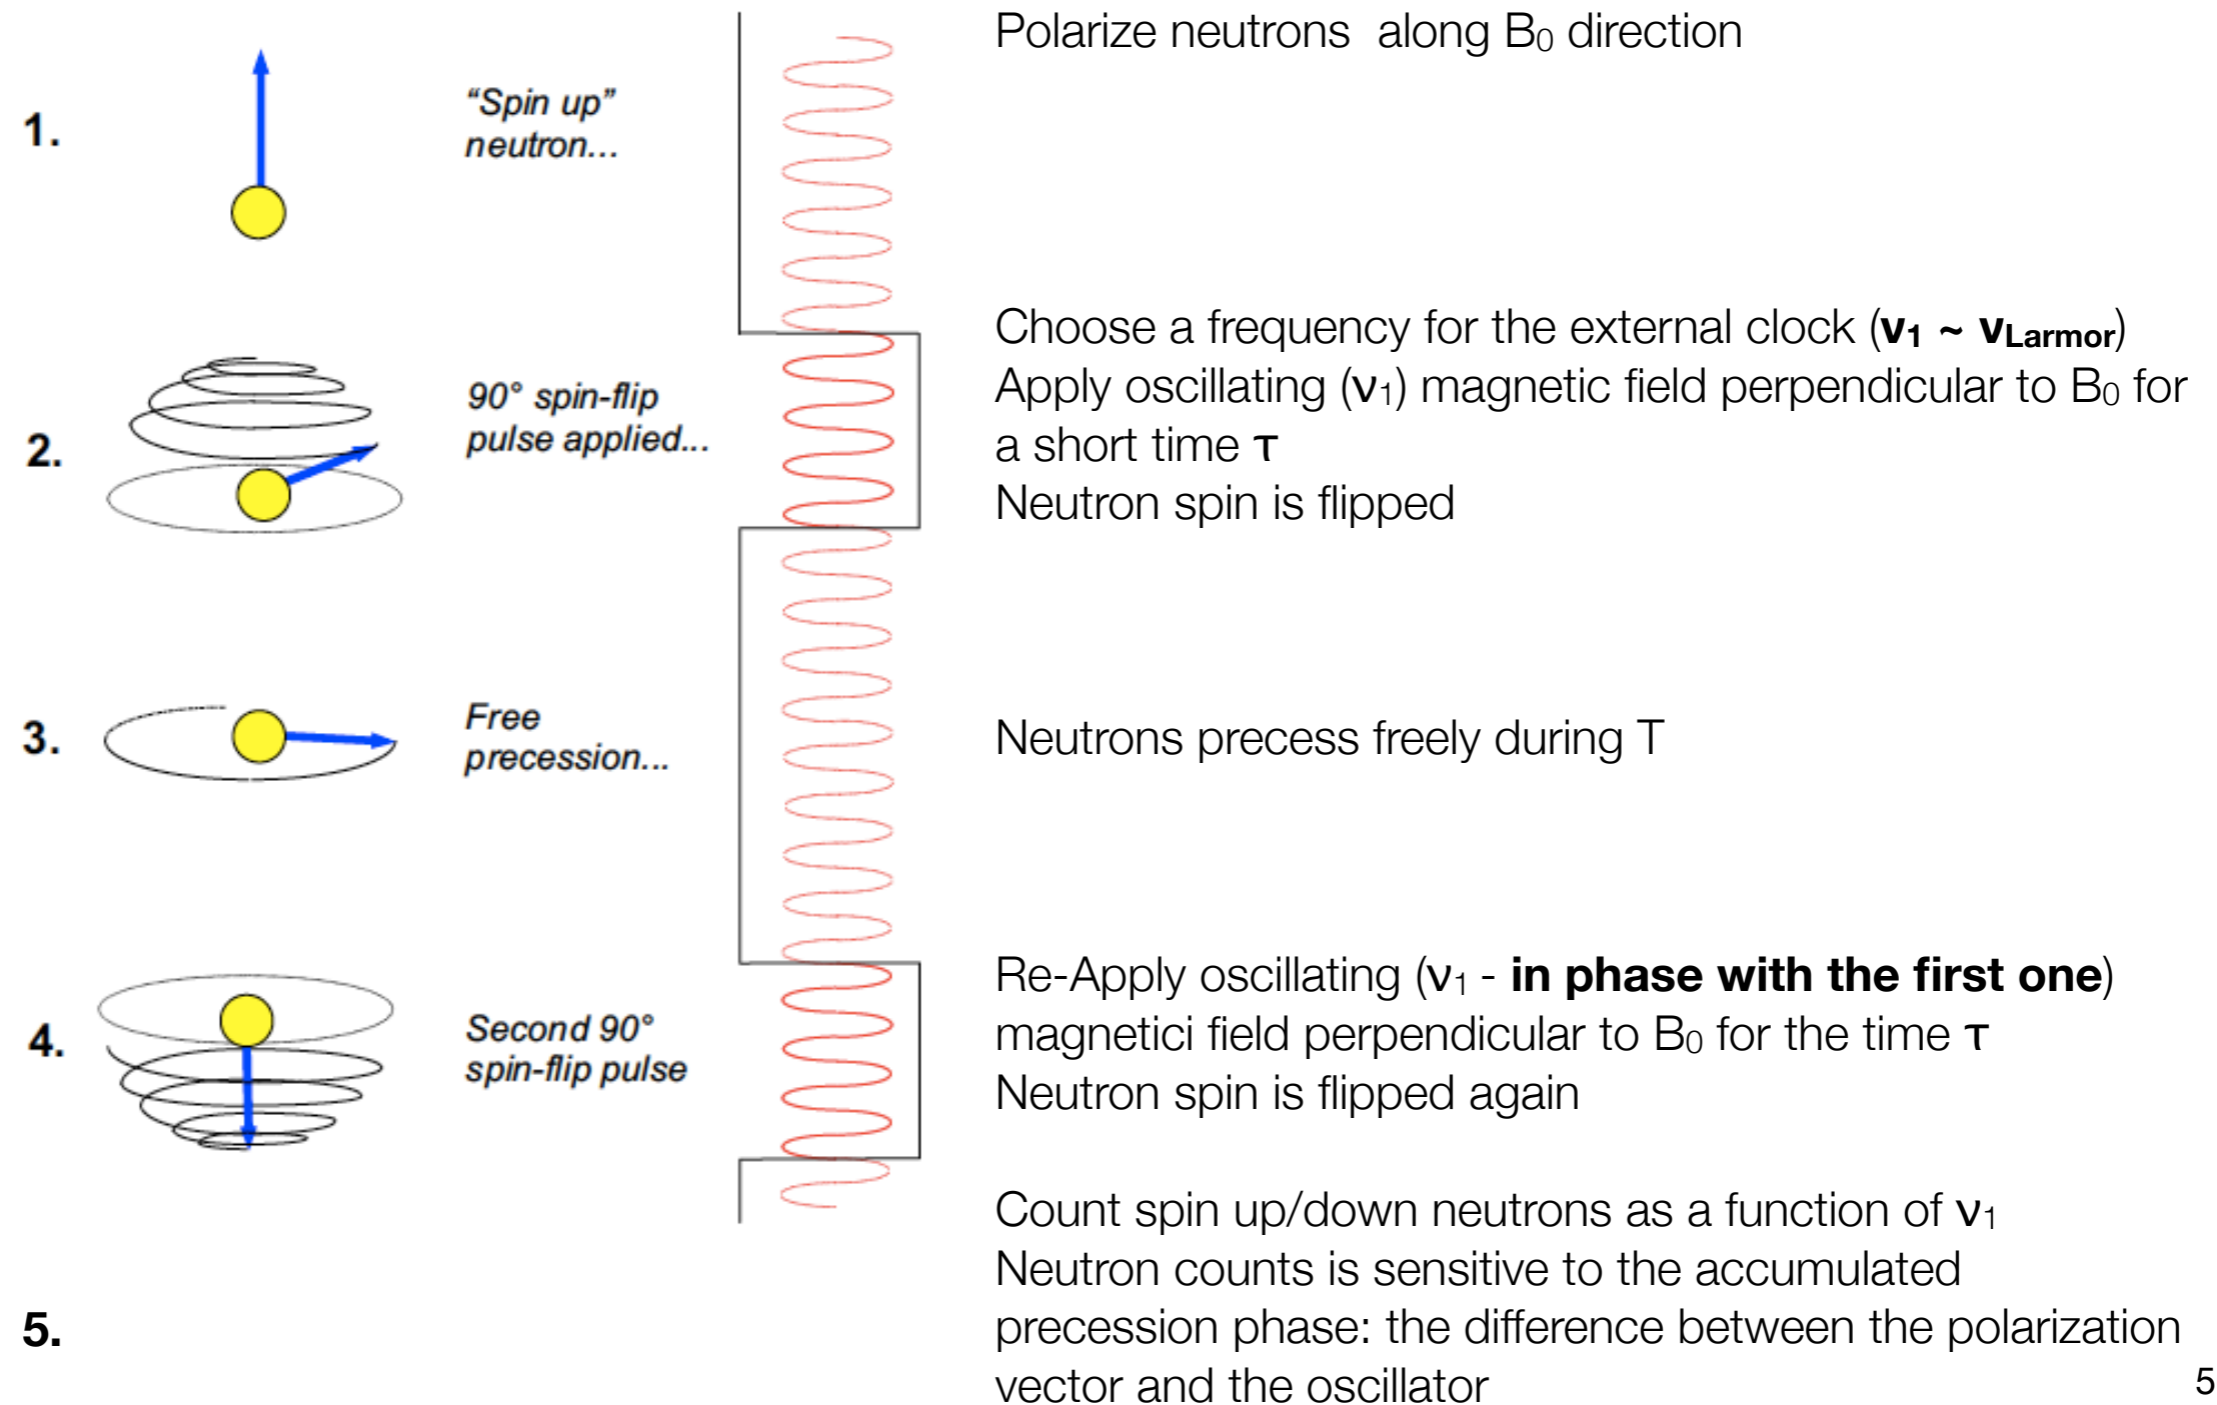 Polarize neutrons along B₀ direction
1.
“Spin up”
neutron...
Choose a frequency for the external clock (ν₁ ~ νLarmor)
Apply oscillating (ν₁) magnetic field perpendicular to B₀ for
a short time τ
Neutron spin is flipped
2.
90° spin-flip
pulse applied...
3.
Free
precession...
Neutrons precess freely during T
4.
Second 90°
spin-flip pulse
Re-Apply oscillating (ν₁ - in phase with the first one)
magnetici field perpendicular to B₀ for the time τ
Neutron spin is flipped again
5.
Count spin up/down neutrons as a function of ν₁
Neutron counts is sensitive to the accumulated
precession phase: the difference between the polarization
vector and the oscillator
5